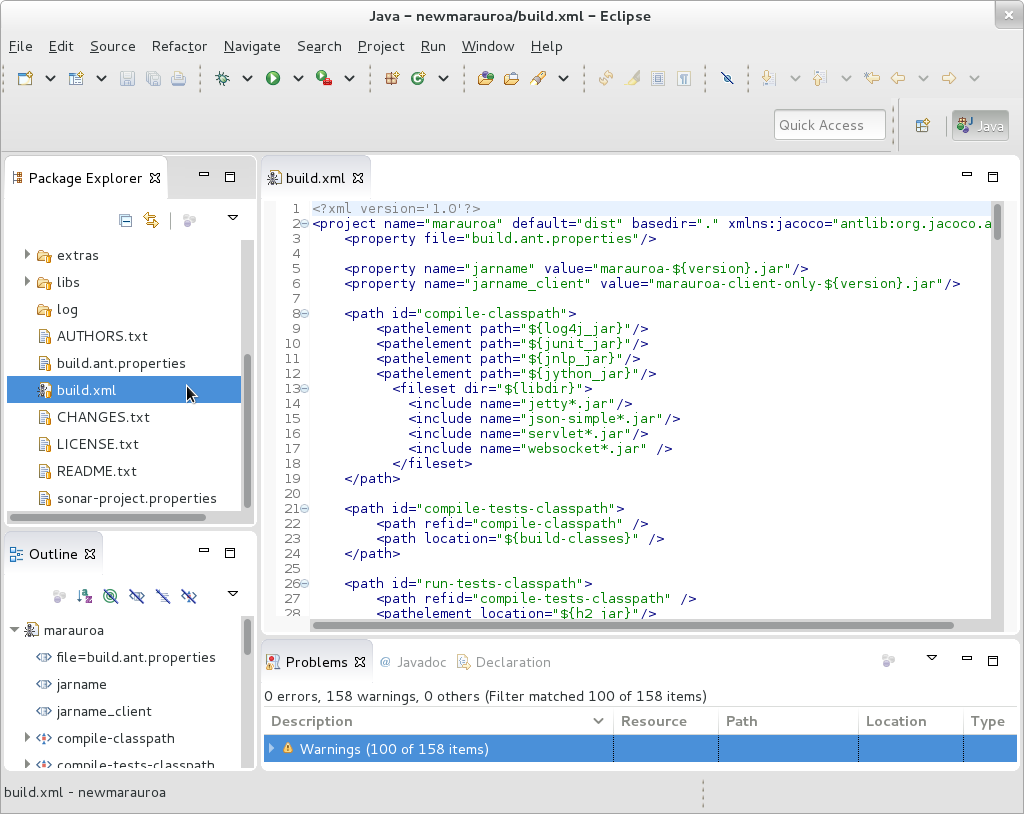 Java – newmarauroa/build.xml – Eclipse
File Edit Source Refactor Navigate Search Project Run Window Help
Quick Access
Java
Package Explorer
extras
libs
log
AUTHORS.txt
build.ant.properties
build.xml
CHANGES.txt
LICENSE.txt
README.txt
sonar-project.properties
Outline
marauroa
file=build.ant.properties
jarname
jarname_client
compile-classpath
compile-tests-classpath
build.xml
1 <?xml version='1.0'?>
2 <project name="marauroa" default="dist" basedir="." xmlns:jacoco="antlib:org.jacoco.a
3 <property file="build.ant.properties"/>
4
5 <property name="jarname" value="marauroa-${version}.jar"/>
6 <property name="jarname_client" value="marauroa-client-only-${version}.jar"/>
7
8 <path id="compile-classpath">
9 <pathelement path="${log4j_jar}"/>
10 <pathelement path="${junit_jar}"/>
11 <pathelement path="${jnlp_jar}"/>
12 <pathelement path="${jython_jar}"/>
13 <fileset dir="${libdir}">
14 <include name="jetty*.jar"/>
15 <include name="json-simple*.jar"/>
16 <include name="servlet*.jar"/>
17 <include name="websocket*.jar" />
18 </fileset>
19 </path>
20
21 <path id="compile-tests-classpath">
22 <path refid="compile-classpath" />
23 <path location="${build-classes}" />
24 </path>
25
26 <path id="run-tests-classpath">
27 <path refid="compile-tests-classpath" />
28 <pathelement location="${h2_jar}"/>
Problems @ Javadoc Declaration
0 errors, 158 warnings, 0 others (Filter matched 100 of 158 items)
Description Resource Path Location Type
Warnings (100 of 158 items)
build.xml - newmarauroa